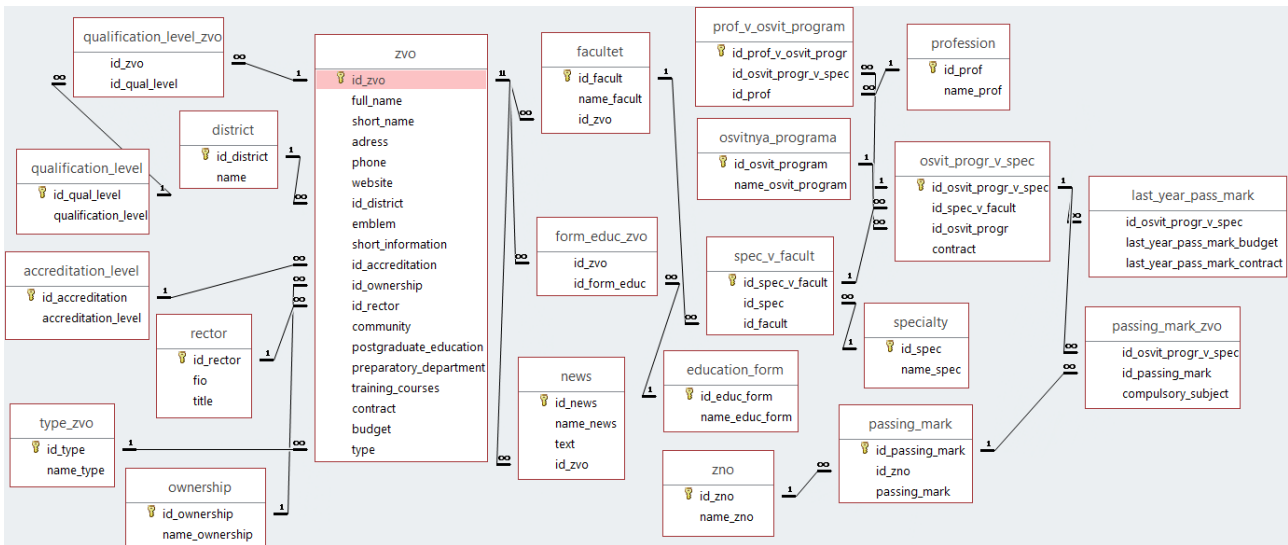 qualification_level_zvo
id_zvo
id_qual_level
district
id_district
name
qualification_level
id_qual_level
qualification_level
accreditation_level
id_accreditation
accreditation_level
rector
id_rector
fio
title
type_zvo
id_type
name_type
ownership
id_ownership
name_ownership
zvo
id_zvo
full_name
short_name
adress
phone
website
id_district
emblem
short_information
id_accreditation
id_ownership
id_rector
community
postgraduate_education
preparatory_department
training_courses
contract
budget
type
facultet
id_facult
name_facult
id_zvo
form_educ_zvo
id_zvo
id_form_educ
news
id_news
name_news
text
id_zvo
prof_v_osvit_program
id_prof_v_osvit_progr
id_osvit_progr_v_spec
id_prof
profession
id_prof
name_prof
osvitnya_programa
id_osvit_program
name_osvit_program
osvit_progr_v_spec
id_osvit_progr_v_spec
id_spec_v_facult
id_osvit_progr
contract
last_year_pass_mark
id_osvit_progr_v_spec
last_year_pass_mark_budget
last_year_pass_mark_contract
spec_v_facult
id_spec_v_facult
id_spec
id_facult
specialty
id_spec
name_spec
passing_mark_zvo
id_osvit_progr_v_spec
id_passing_mark
compulsory_subject
education_form
id_educ_form
name_educ_form
passing_mark
id_passing_mark
id_zno
passing_mark
zno
id_zno
name_zno